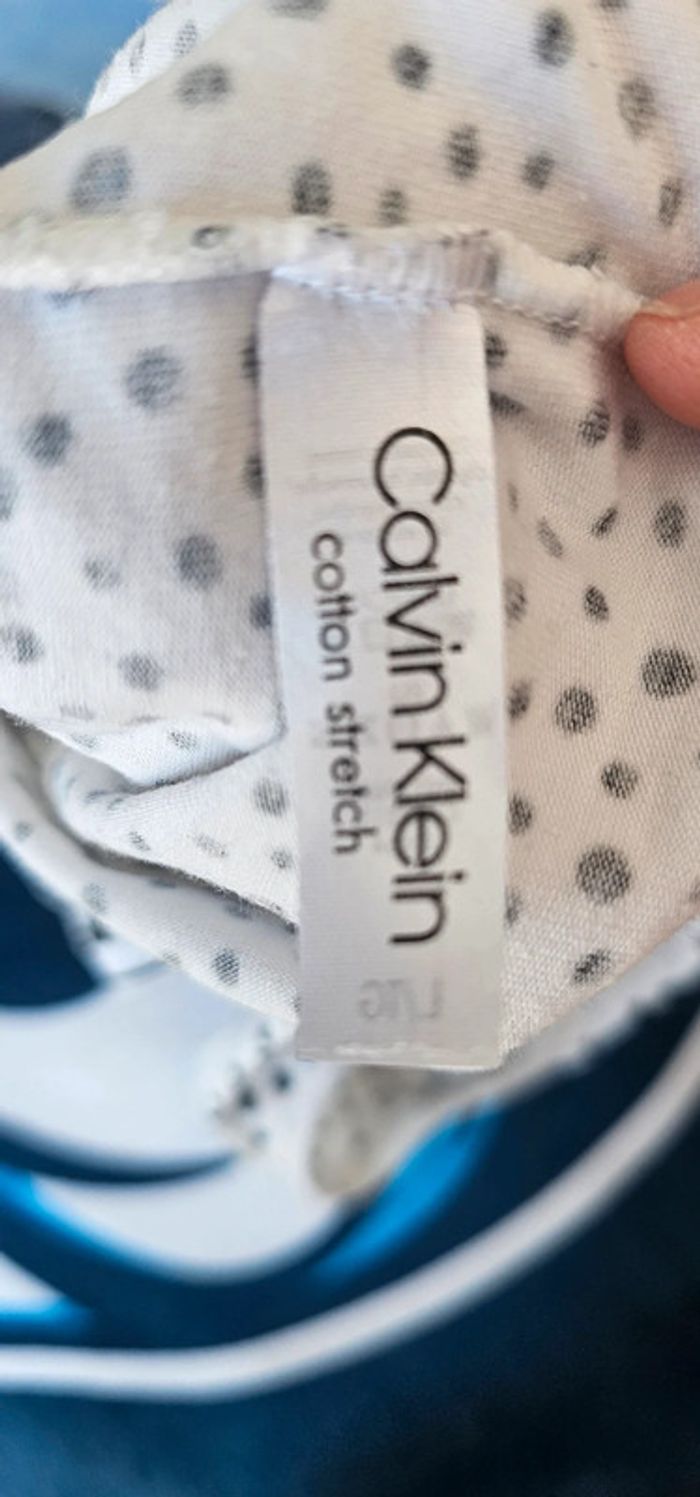 Calvin Klein
cotton stretch